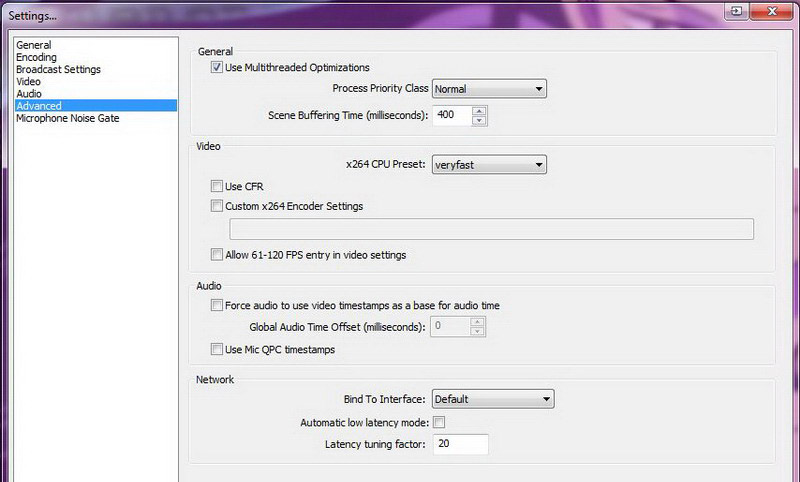 Settings...
General
Encoding
Broadcast Settings
Video
Audio
Advanced
Microphone Noise Gate
General
Use Multithreaded Optimizations
Process Priority Class Normal
Scene Buffering Time (milliseconds): 400
Video
x264 CPU Preset: veryfast
Use CFR
Custom x264 Encoder Settings
Allow 61-120 FPS entry in video settings
Audio
Force audio to use video timestamps as a base for audio time
Global Audio Time Offset (milliseconds): 0
Use Mic QPC timestamps
Network
Bind To Interface: Default
Automatic low latency mode:
Latency tuning factor: 20